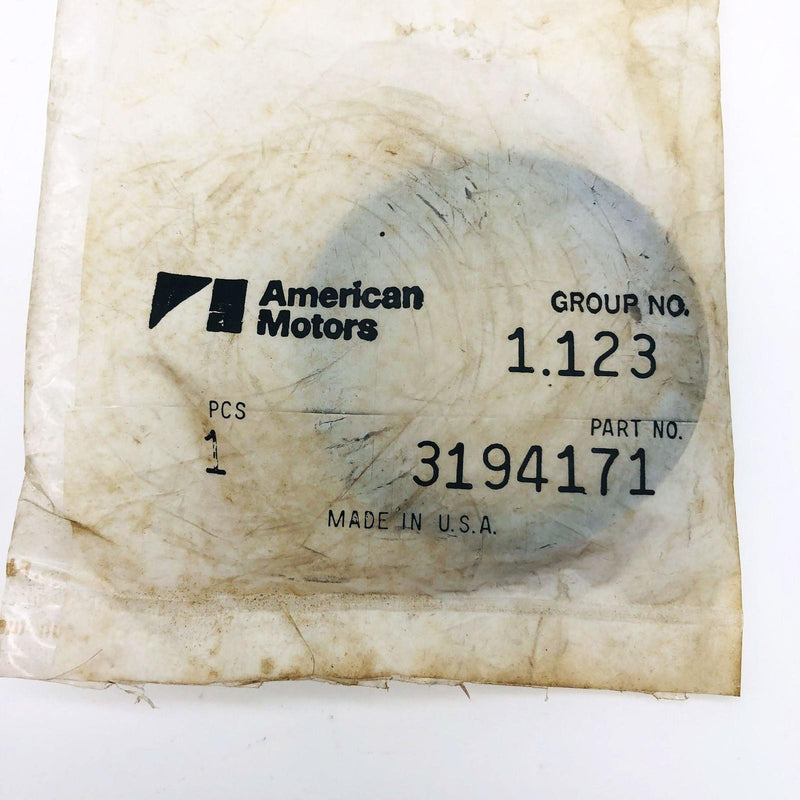 American
Motors
GROUP NO.
1.123
PCS
1
PART NO.
3194171
MADE IN U.S.A.